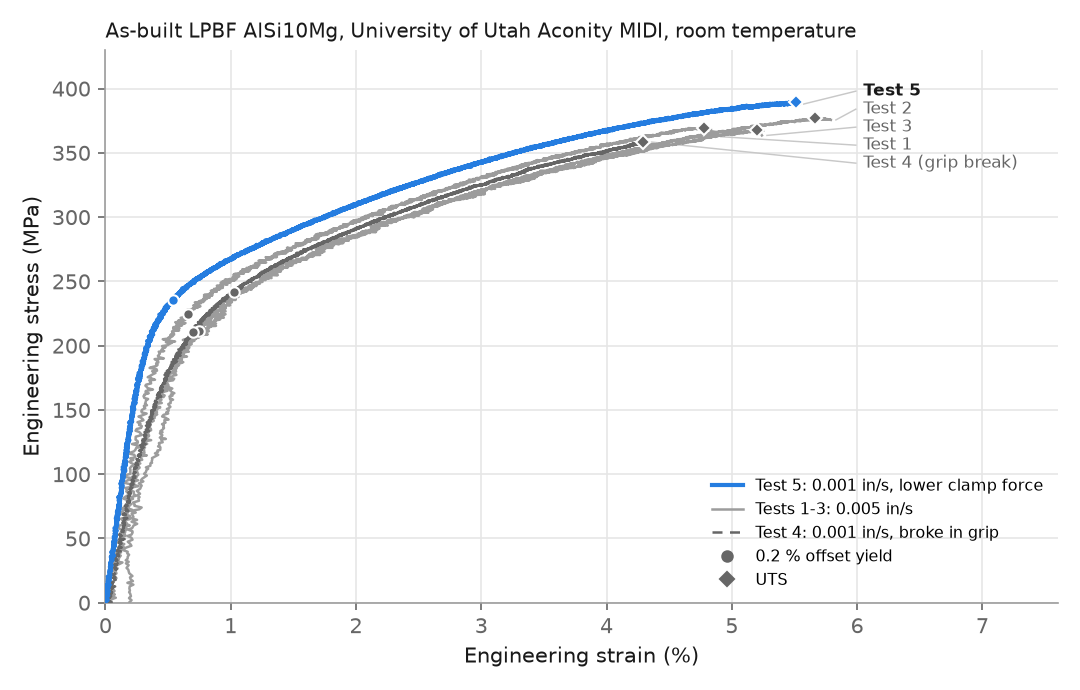 As-built LPBF AlSi10Mg, University of Utah Aconity MIDI, room temperature
Engineering stress (MPa)
400
350
300
250
200
150
100
50
0
Test 5
Test 2
Test 3
Test 1
Test 4 (grip break)
Test 5: 0.001 in/s, lower clamp force
Tests 1-3: 0.005 in/s
Test 4: 0.001 in/s, broke in grip
0.2 % offset yield
UTS
0 1 2 3 4 5 6 7
Engineering strain (%)